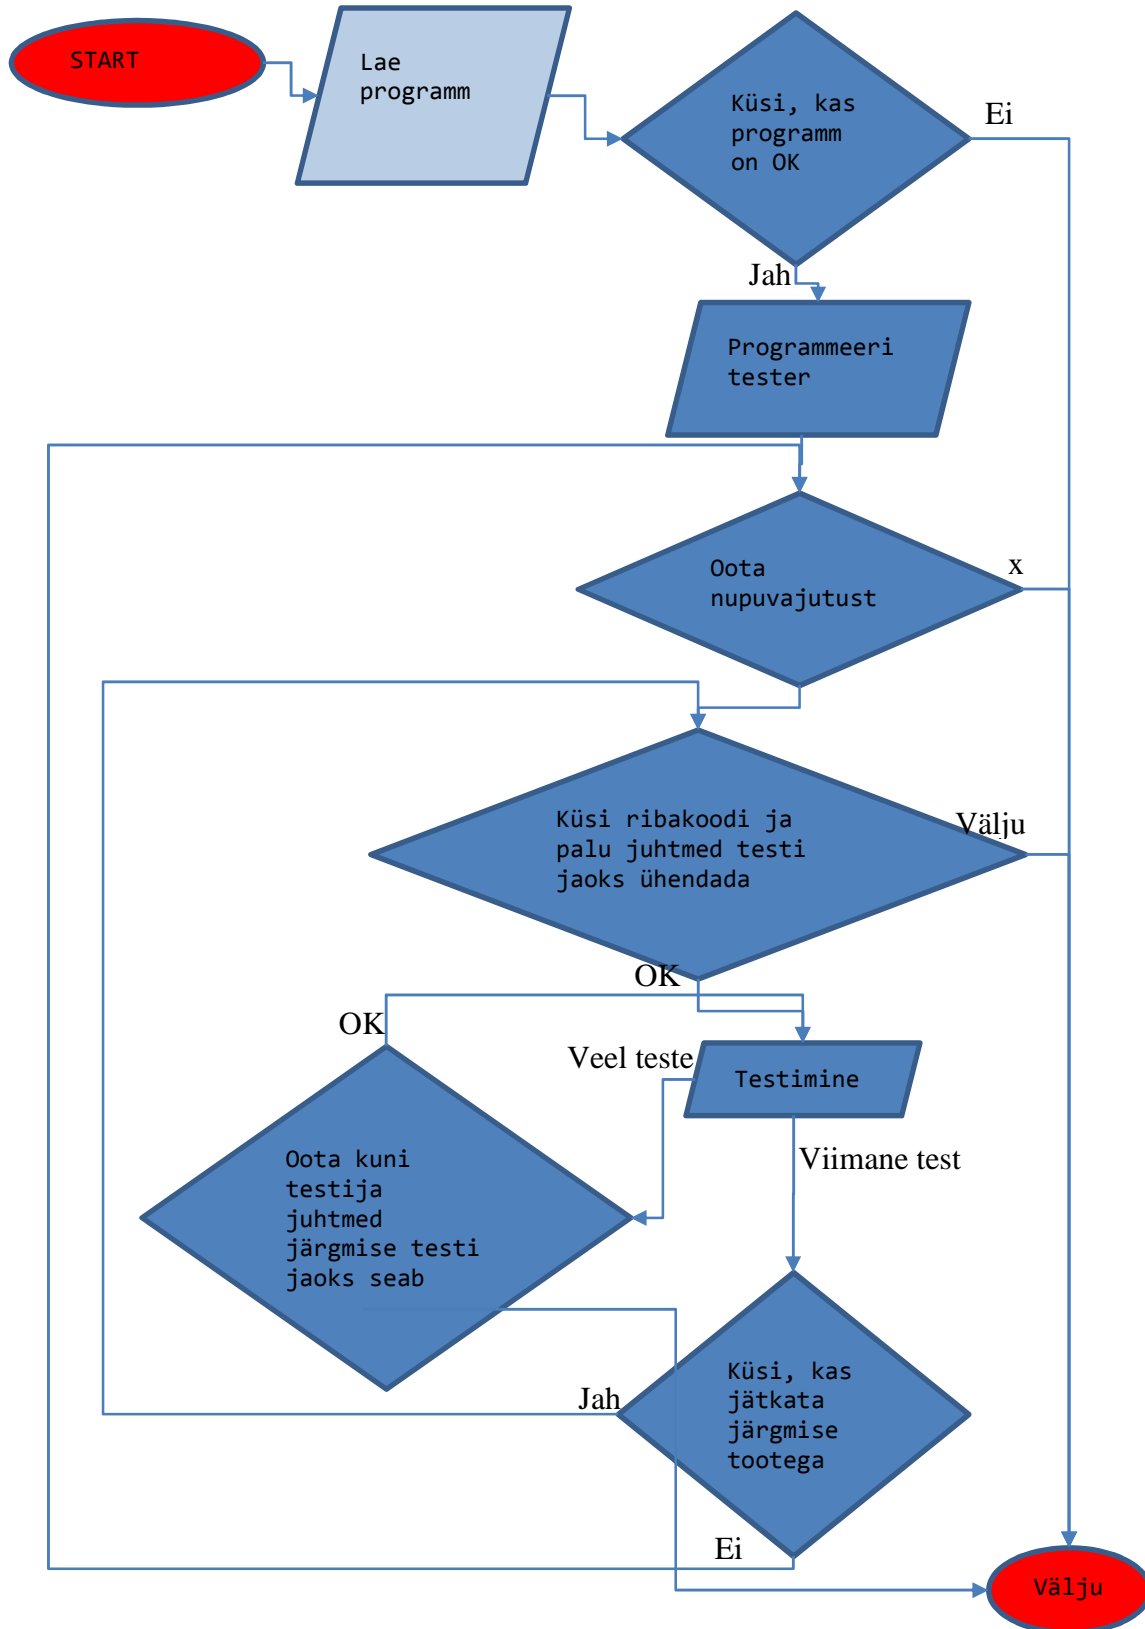 START
Lae
programm
Küsi, kas
programm
on OK
Ei
Jah
Programmeeri
tester
Oota
nupuvajutust
x
Küsi ribakoodi ja
palu juhtmed testi
jaoks ühendada
Välju
OK
OK
Veel teste
Testimine
Viimane test
Oota kuni
testija
juhtmed
järgmise testi
jaoks seab
Küsi, kas
jätkata
järgmise
tootega
Jah
Ei
Välju